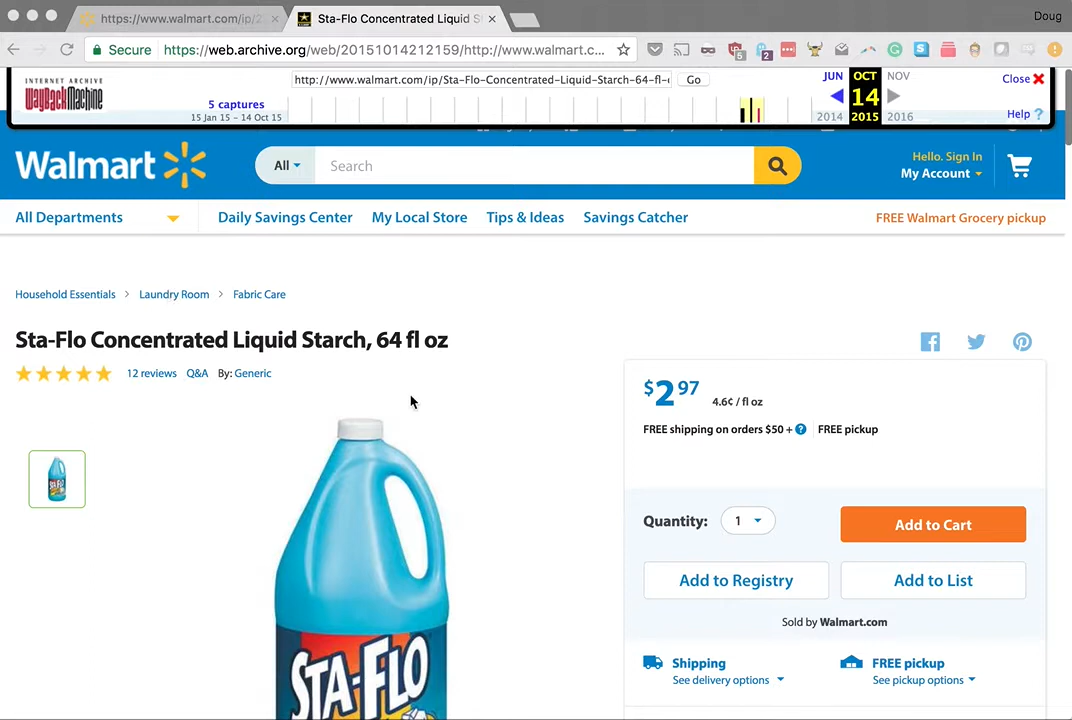 https://www.walmart.com/ip/2
Sta-Flo Concentrated Liquid S
Doug
Secure
https://web.archive.org/web/20151014212159/http://www.walmart.c...
INTERNET ARCHIVE
WayBackMachine
http://www.walmart.com/ip/Sta-Flo-Concentrated-Liquid-Starch-64-fl-
Go
5 captures
15 Jan 15 - 14 Oct 15
JUN
OCT
NOV
14
2014
2015
2016
Close
Help ?
Walmart
All
Search
Hello. Sign In
My Account
All Departments
Daily Savings Center
My Local Store
Tips & Ideas
Savings Catcher
FREE Walmart Grocery pickup
Household Essentials > Laundry Room > Fabric Care
Sta-Flo Concentrated Liquid Starch, 64 fl oz
12 reviews Q&A By: Generic
$2 97
4.6¢ / fl oz
FREE shipping on orders $50 + ? FREE pickup
Quantity: 1
Add to Cart
Add to Registry
Add to List
Sold by Walmart.com
Shipping
See delivery options
FREE pickup
See pickup options
STA-FLO